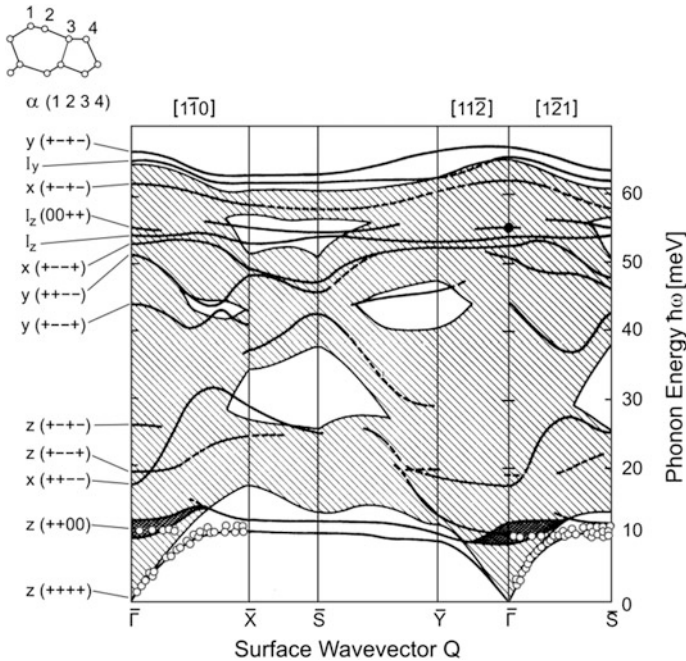 1 2 3 4
α (1 2 3 4)
[11̅0] [112̅] [12̅1]
y (+−+−)
l_y
x (+−+−)
l_z (00++)
l_z
x (+−−+)
y (++−−)
y (+−−+)
z (+−+−)
z (+−−+)
x (++−−)
z (++00)
z (++++)
60
50
40
30
20
10
0
Phonon Energy ħω [meV]
Γ̅ X̅ S̅ Y̅ Γ̅ S̅
Surface Wavevector Q